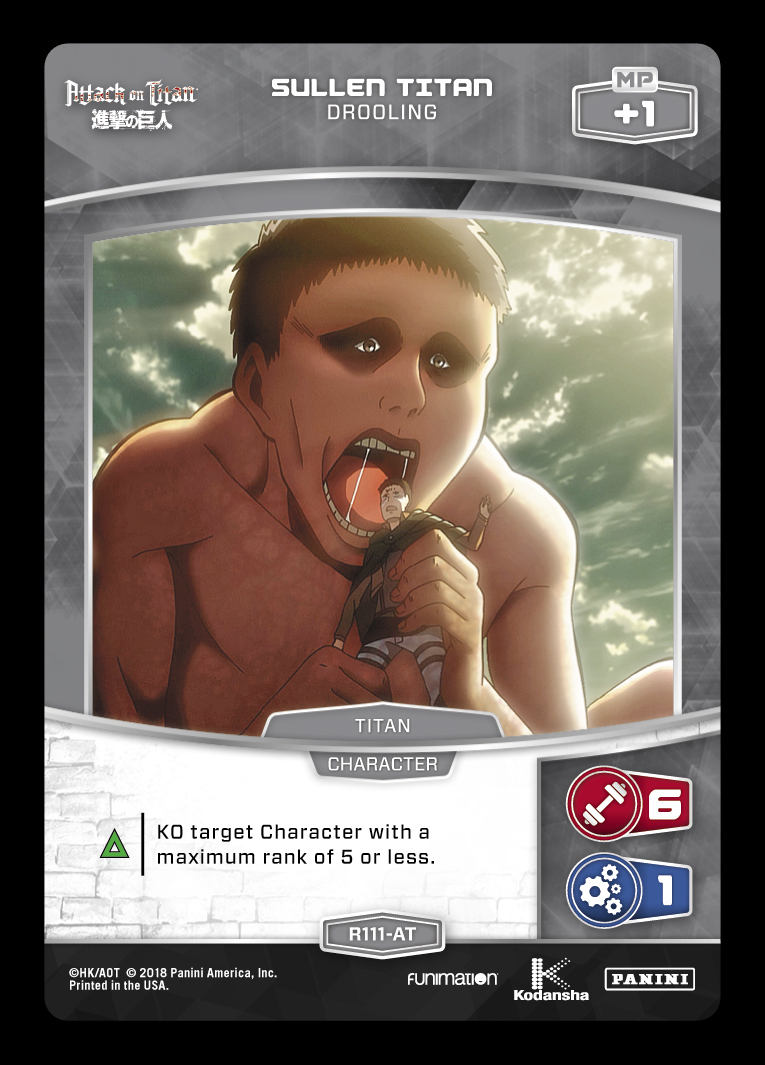 Attack on Titan
進撃の巨人
SULLEN TITAN
DROOLING
MP
+1
TITAN
CHARACTER
KO target Character with a
maximum rank of 5 or less.
6
1
R111-AT
©HK/AOT © 2018 Panini America, Inc.
Printed in the USA.
FUNIMATION
Kodansha
PANINI